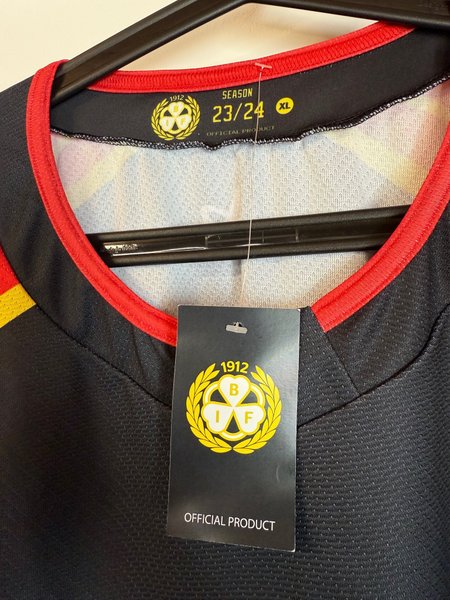 1912
B
I F
SEASON
23/24
XL
OFFICIAL PRODUCT
1912
B
I F
OFFICIAL PRODUCT